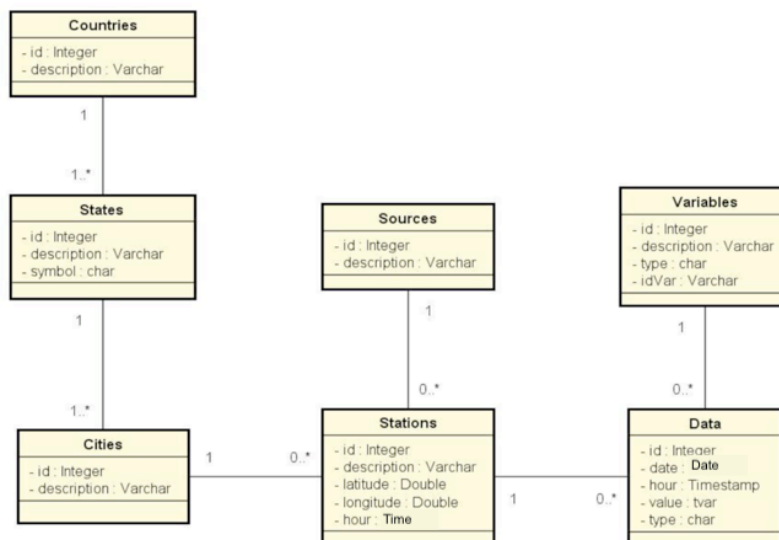 Countries
- id : Integer
- description : Varchar
1
1..*
States
- id : Integer
- description : Varchar
- symbol : char
1
1..*
Cities
- id : Integer
- description : Varchar
1
0..*
Sources
- id : Integer
- description : Varchar
1
0..*
Stations
- id : Integer
- description : Varchar
- latitude : Double
- longitude : Double
- hour : Time
1
0..*
Variables
- id : Integer
- description : Varchar
- type : char
- idVar : Varchar
1
0..*
Data
- id : Integer
- date : Date
- hour : Timestamp
- value : tvar
- type : char